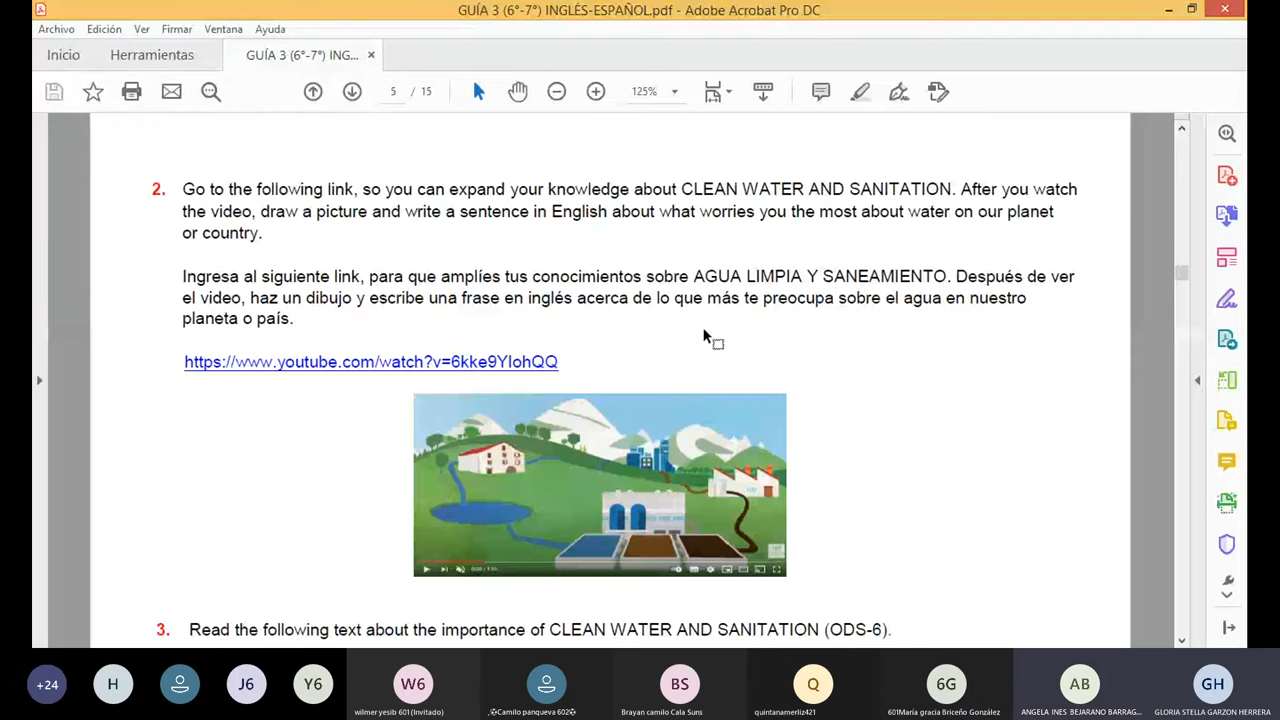 GUÍA 3 (6°-7°) INGLÉS-ESPAÑOL.pdf - Adobe Acrobat Pro DC
Archivo Edición Ver Firmar Ventana Ayuda
Inicio Herramientas GUÍA 3 (6°-7°) ING... ×
5 / 15 125%
2. Go to the following link, so you can expand your knowledge about CLEAN WATER AND SANITATION. After you watch
the video, draw a picture and write a sentence in English about what worries you the most about water on our planet
or country.
Ingresa al siguiente link, para que amplíes tus conocimientos sobre AGUA LIMPIA Y SANEAMIENTO. Después de ver
el video, haz un dibujo y escribe una frase en inglés acerca de lo que más te preocupa sobre el agua en nuestro
planeta o país.
https://www.youtube.com/watch?v=6kke9YIohQQ
3. Read the following text about the importance of CLEAN WATER AND SANITATION (ODS-6).
+24 H J6 Y6 W6 BS Q 6G AB GH
wilmer yesib 601(Invitado) Camilo panqueva 602 Brayan camilo Cala Suns quintanamerliz421 601María gracia Briceño González ANGELA INES BEJARANO BARRAG... GLORIA STELLA GARZON HERRERA